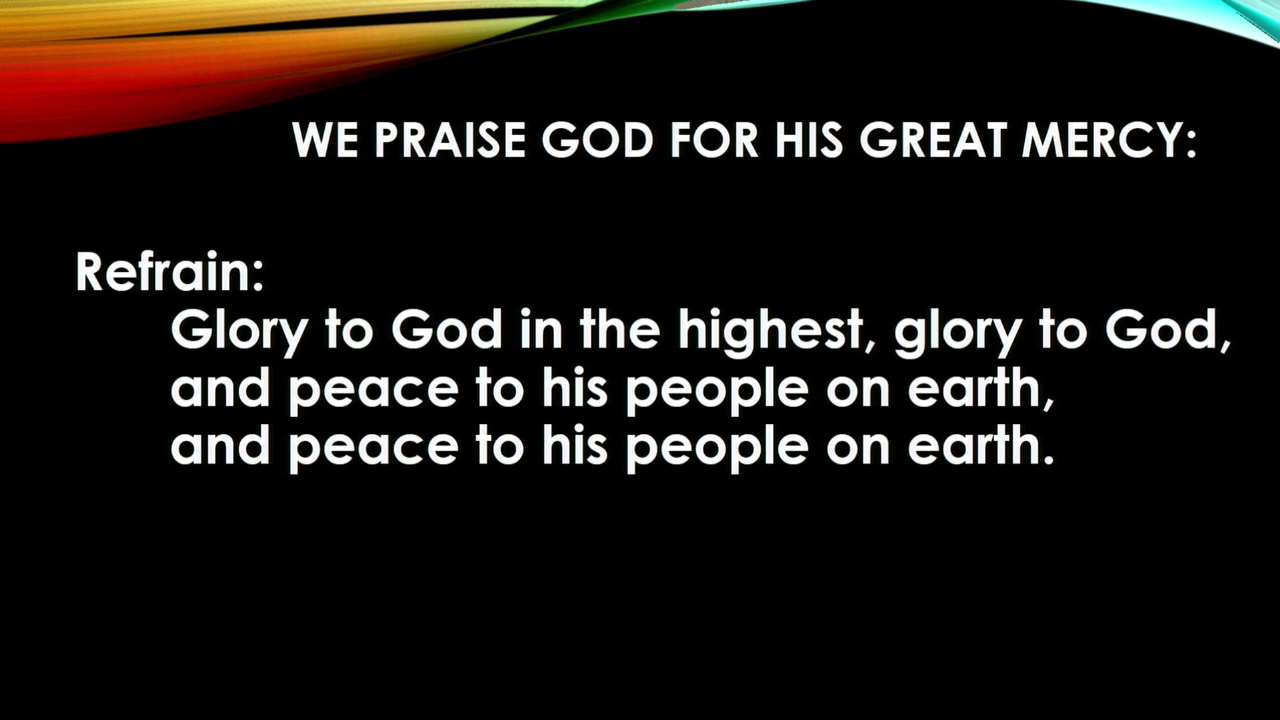 WE PRAISE GOD FOR HIS GREAT MERCY:
Refrain:
Glory to God in the highest, glory to God,
and peace to his people on earth,
and peace to his people on earth.